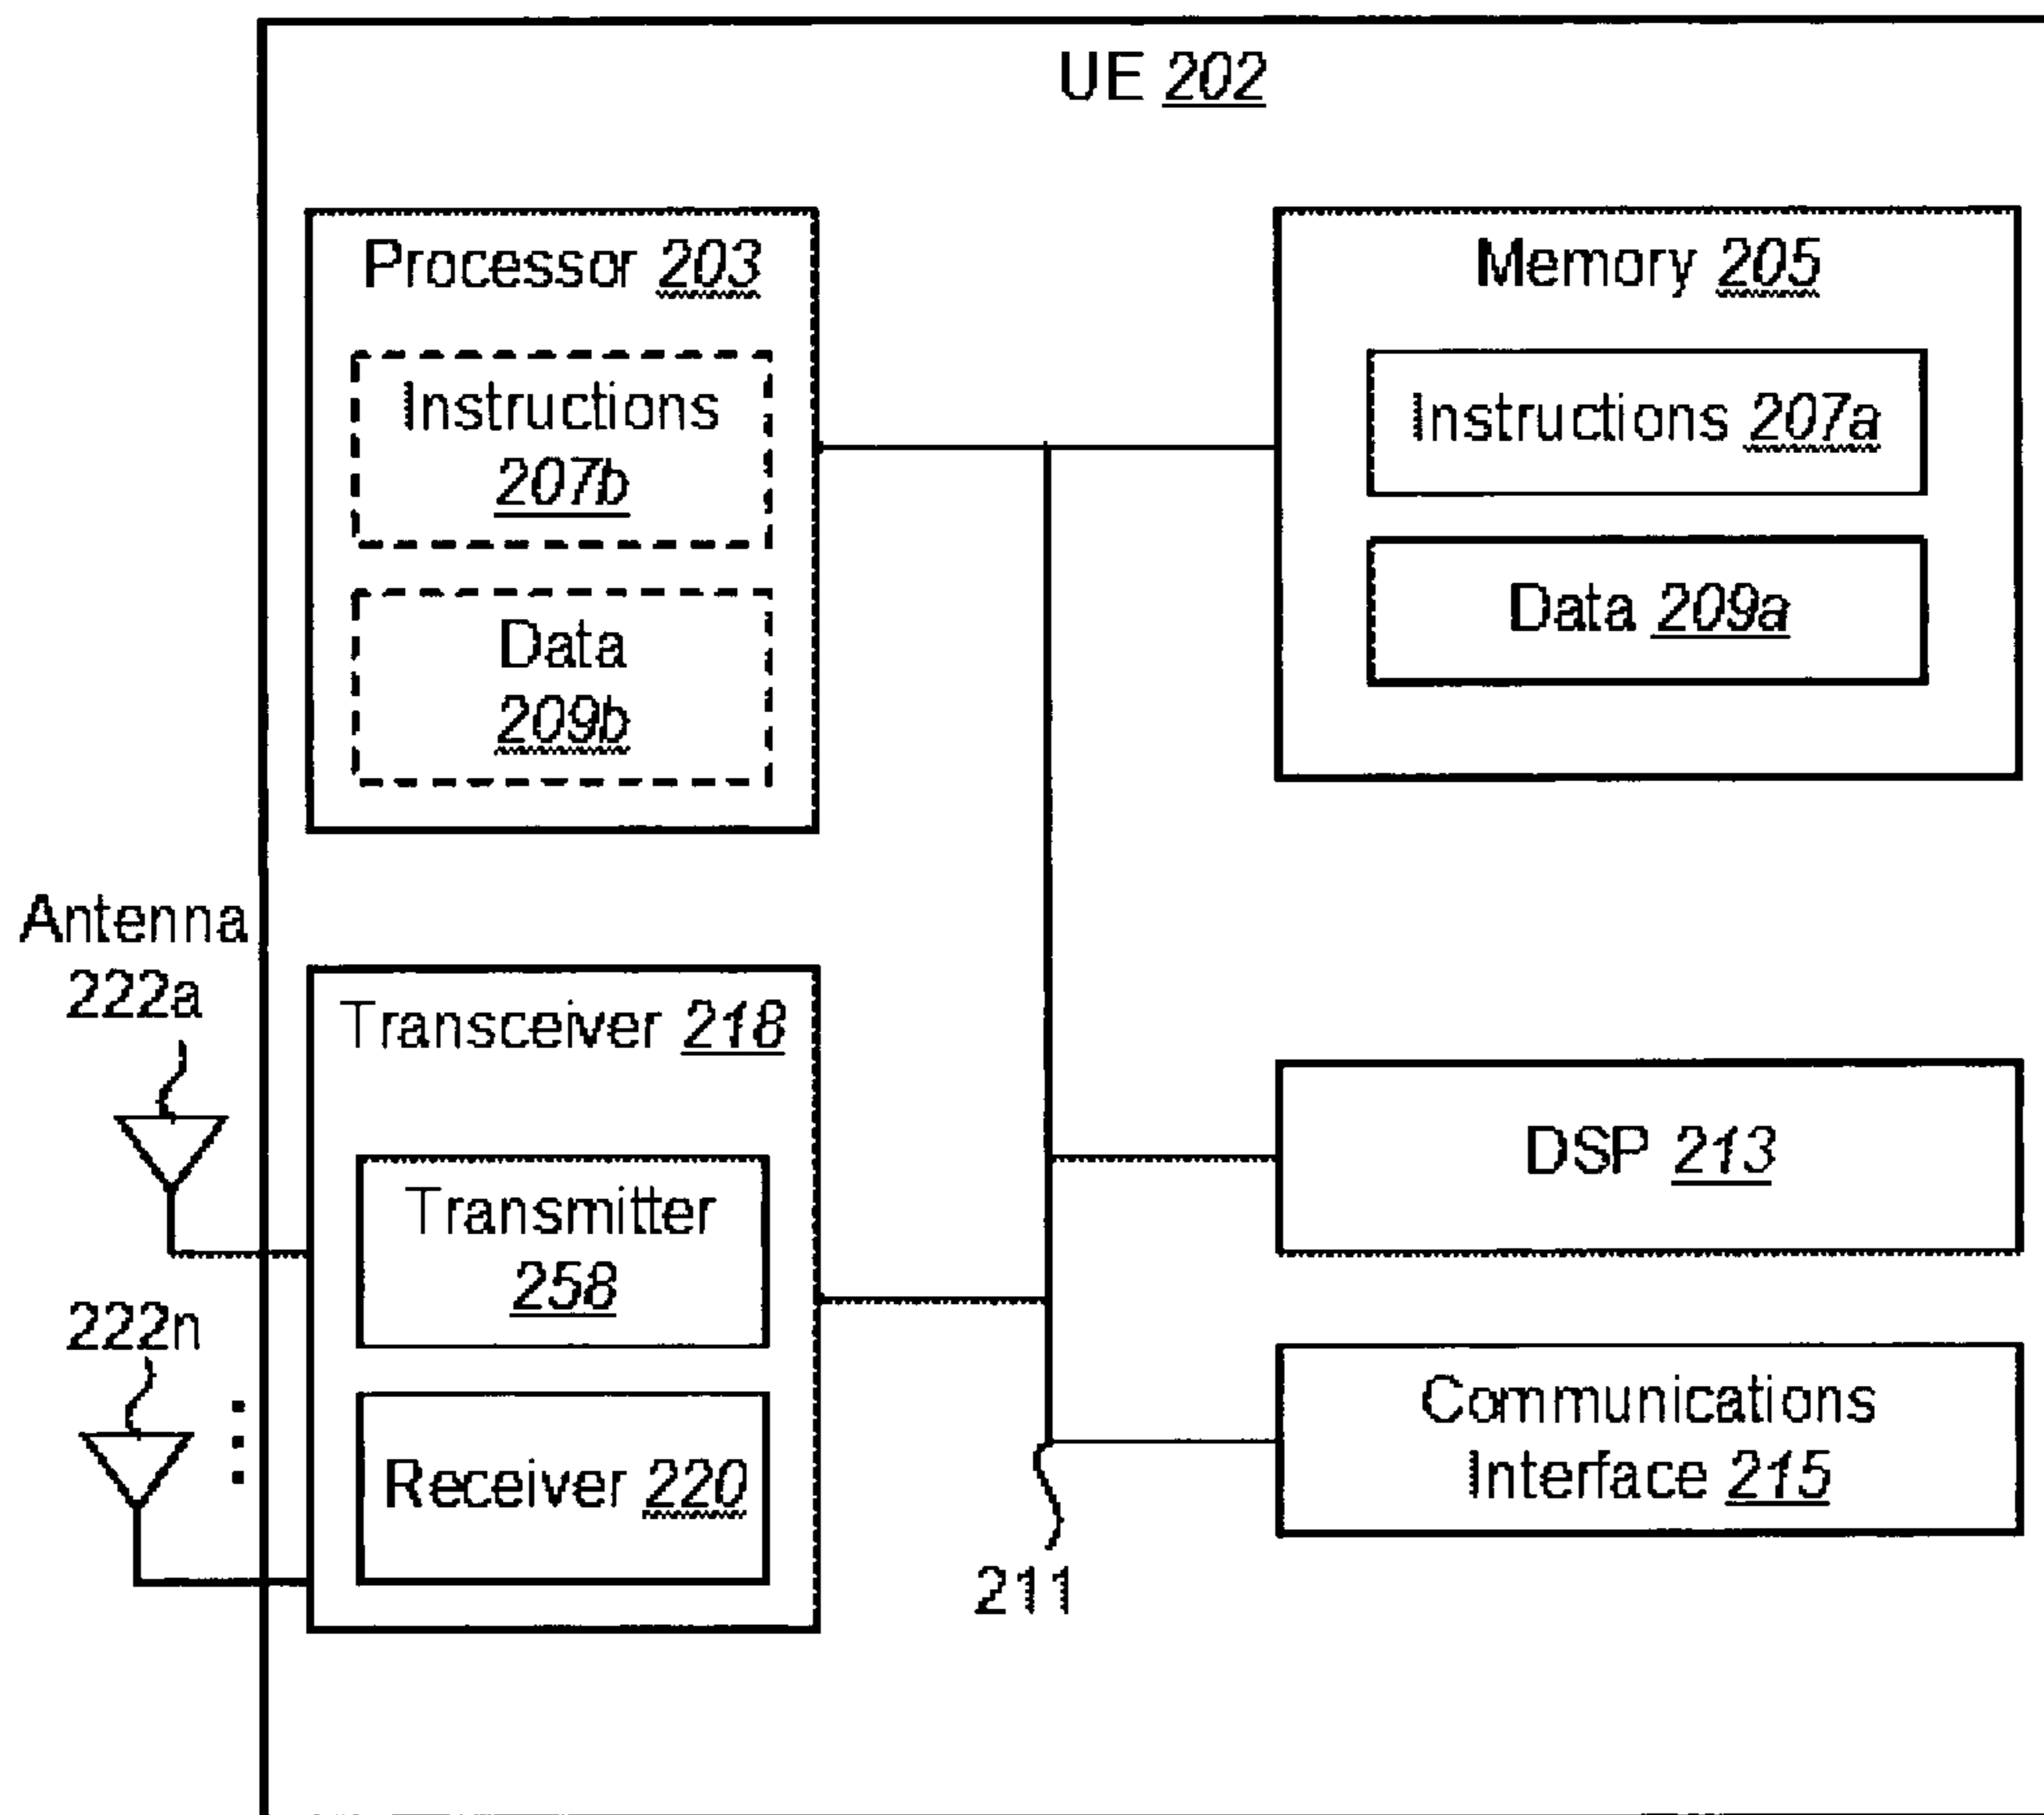 UE 202
Processor 203
Instructions
207b
Data
209b
Memory 205
Instructions 207a
Data 209a
Antenna
222a
222n
Transceiver 218
Transmitter
258
Receiver 220
DSP 213
Communications
Interface 215
211